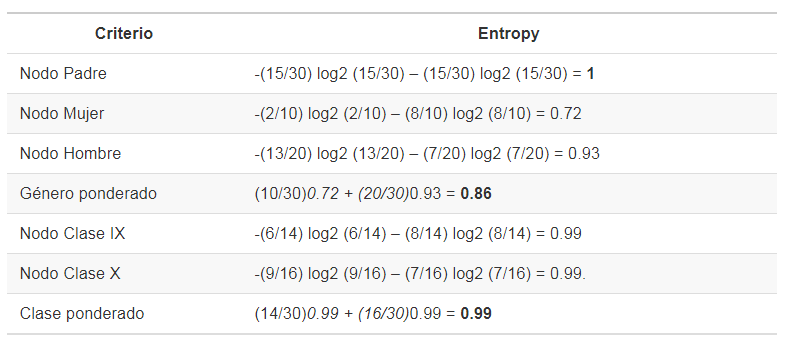 Criterio Entropy
Nodo Padre -(15/30) log2 (15/30) – (15/30) log2 (15/30) = 1
Nodo Mujer -(2/10) log2 (2/10) – (8/10) log2 (8/10) = 0.72
Nodo Hombre -(13/20) log2 (13/20) – (7/20) log2 (7/20) = 0.93
Género ponderado (10/30)0.72 + (20/30)0.93 = 0.86
Nodo Clase IX -(6/14) log2 (6/14) – (8/14) log2 (8/14) = 0.99
Nodo Clase X -(9/16) log2 (9/16) – (7/16) log2 (7/16) = 0.99.
Clase ponderado (14/30)0.99 + (16/30)0.99 = 0.99